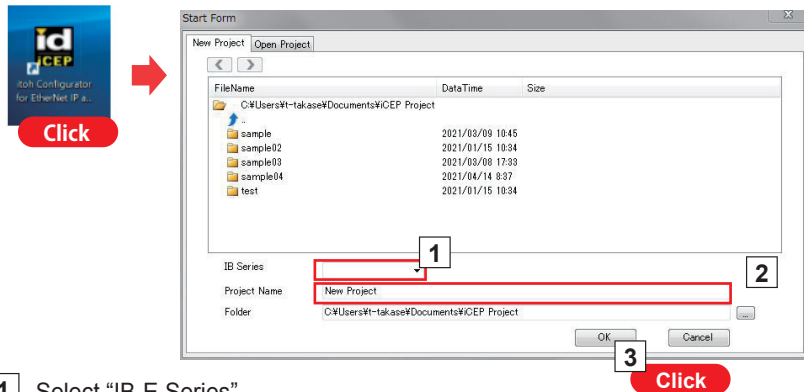 Start Form
New Project Open Project
id
iCEP
itoh Configurator
for EtherNet IP a...
Click
FileName DataTime Size
C:¥Users¥t-takase¥Documents¥iCEP Project
..
sample 2021/03/09 10:45
sample02 2021/01/15 10:34
sample03 2021/03/08 17:33
sample04 2021/04/14 8:37
test 2021/01/15 10:34
1
IB Series
2
Project Name New Project
Folder C:¥Users¥t-takase¥Documents¥iCEP Project ...
OK Cancel
3
Click
1 Select “IB-E Series”